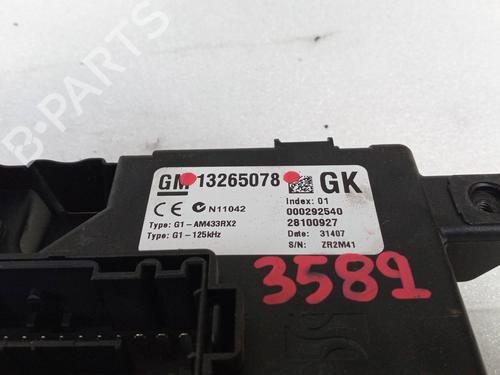 B-PARTS
GM 13265078 GK
CE N11042
Index: 01
000292540
Type: G1-AM433RX2
28100927
Type: G1-125kHz
Date: 31407
S/N: ZR2M41
3589